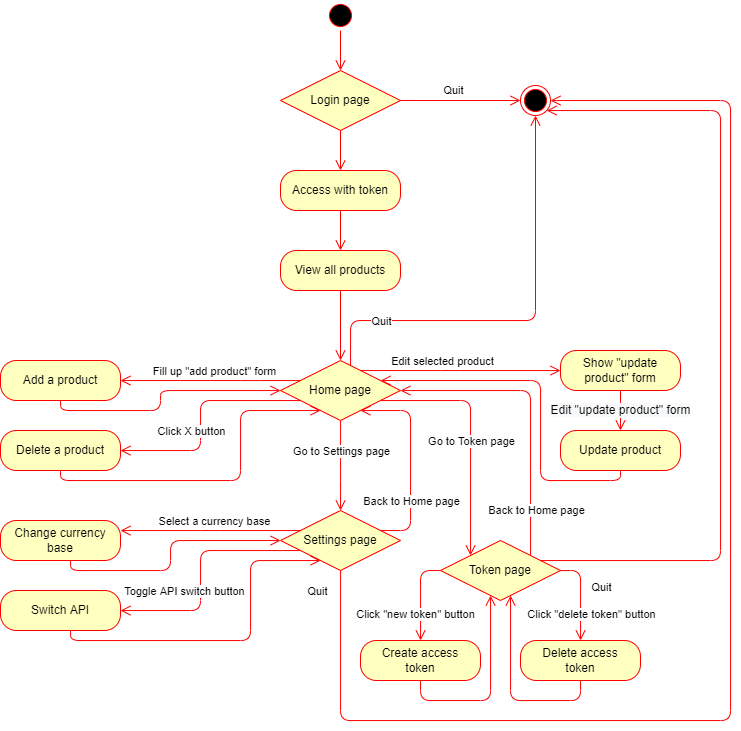 Login page
Quit
Access with token
View all products
Quit
Home page
Edit selected product
Show "update
product" form
Fill up "add product" form
Add a product
Edit "update product" form
Click X button
Delete a product
Go to Settings page
Go to Token page
Update product
Back to Home page
Back to Home page
Select a currency base
Change currency
base
Settings page
Token page
Toggle API switch button
Quit
Quit
Switch API
Click "new token" button
Click "delete token" button
Create access
token
Delete access
token